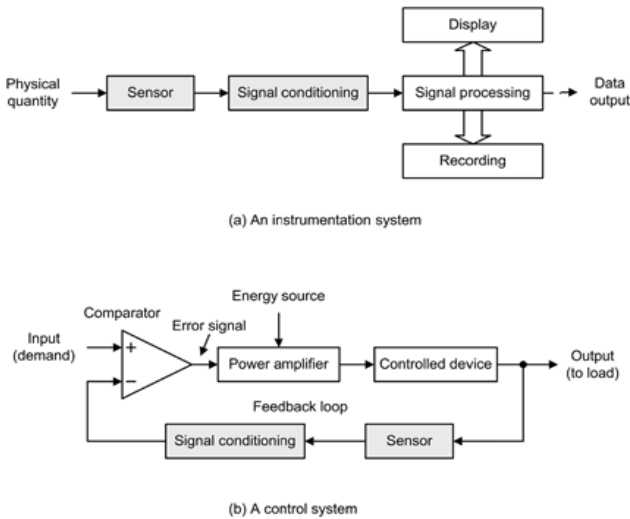 Display
Physical
quantity
Sensor
Signal conditioning
Signal processing
Data
output
Recording
(a) An instrumentation system
Energy source
Comparator
Error signal
Input
(demand)
+
−
Power amplifier
Controlled device
Output
(to load)
Feedback loop
Signal conditioning
Sensor
(b) A control system